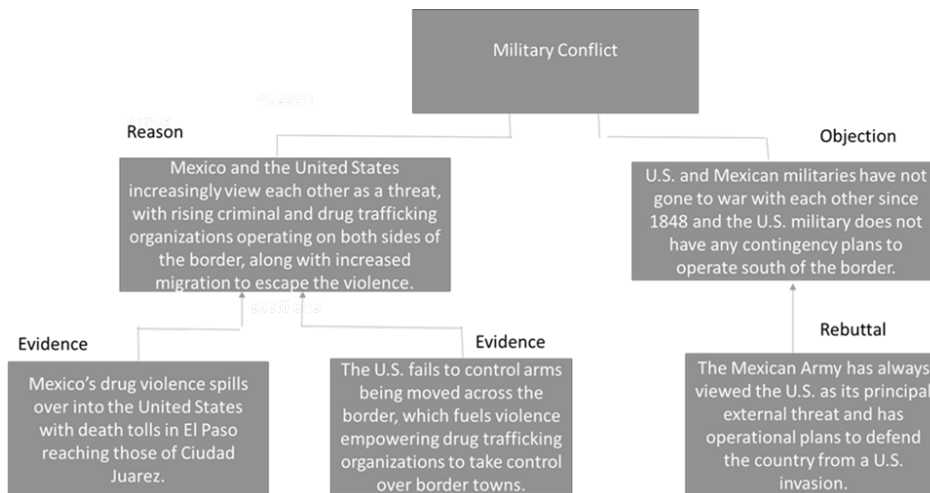 Military Conflict
Reason
Mexico and the United States
increasingly view each other as a threat,
with rising criminal and drug trafficking
organizations operating on both sides of
the border, along with increased
migration to escape the violence.
Objection
U.S. and Mexican militaries have not
gone to war with each other since
1848 and the U.S. military does not
have any contingency plans to
operate south of the border.
positions
Evidence
Mexico’s drug violence spills
over into the United States
with death tolls in El Paso
reaching those of Ciudad
Juarez.
Evidence
The U.S. fails to control arms
being moved across the
border, which fuels violence
empowering drug trafficking
organizations to take control
over border towns.
Rebuttal
The Mexican Army has always
viewed the U.S. as its principal
external threat and has
operational plans to defend
the country from a U.S.
invasion.